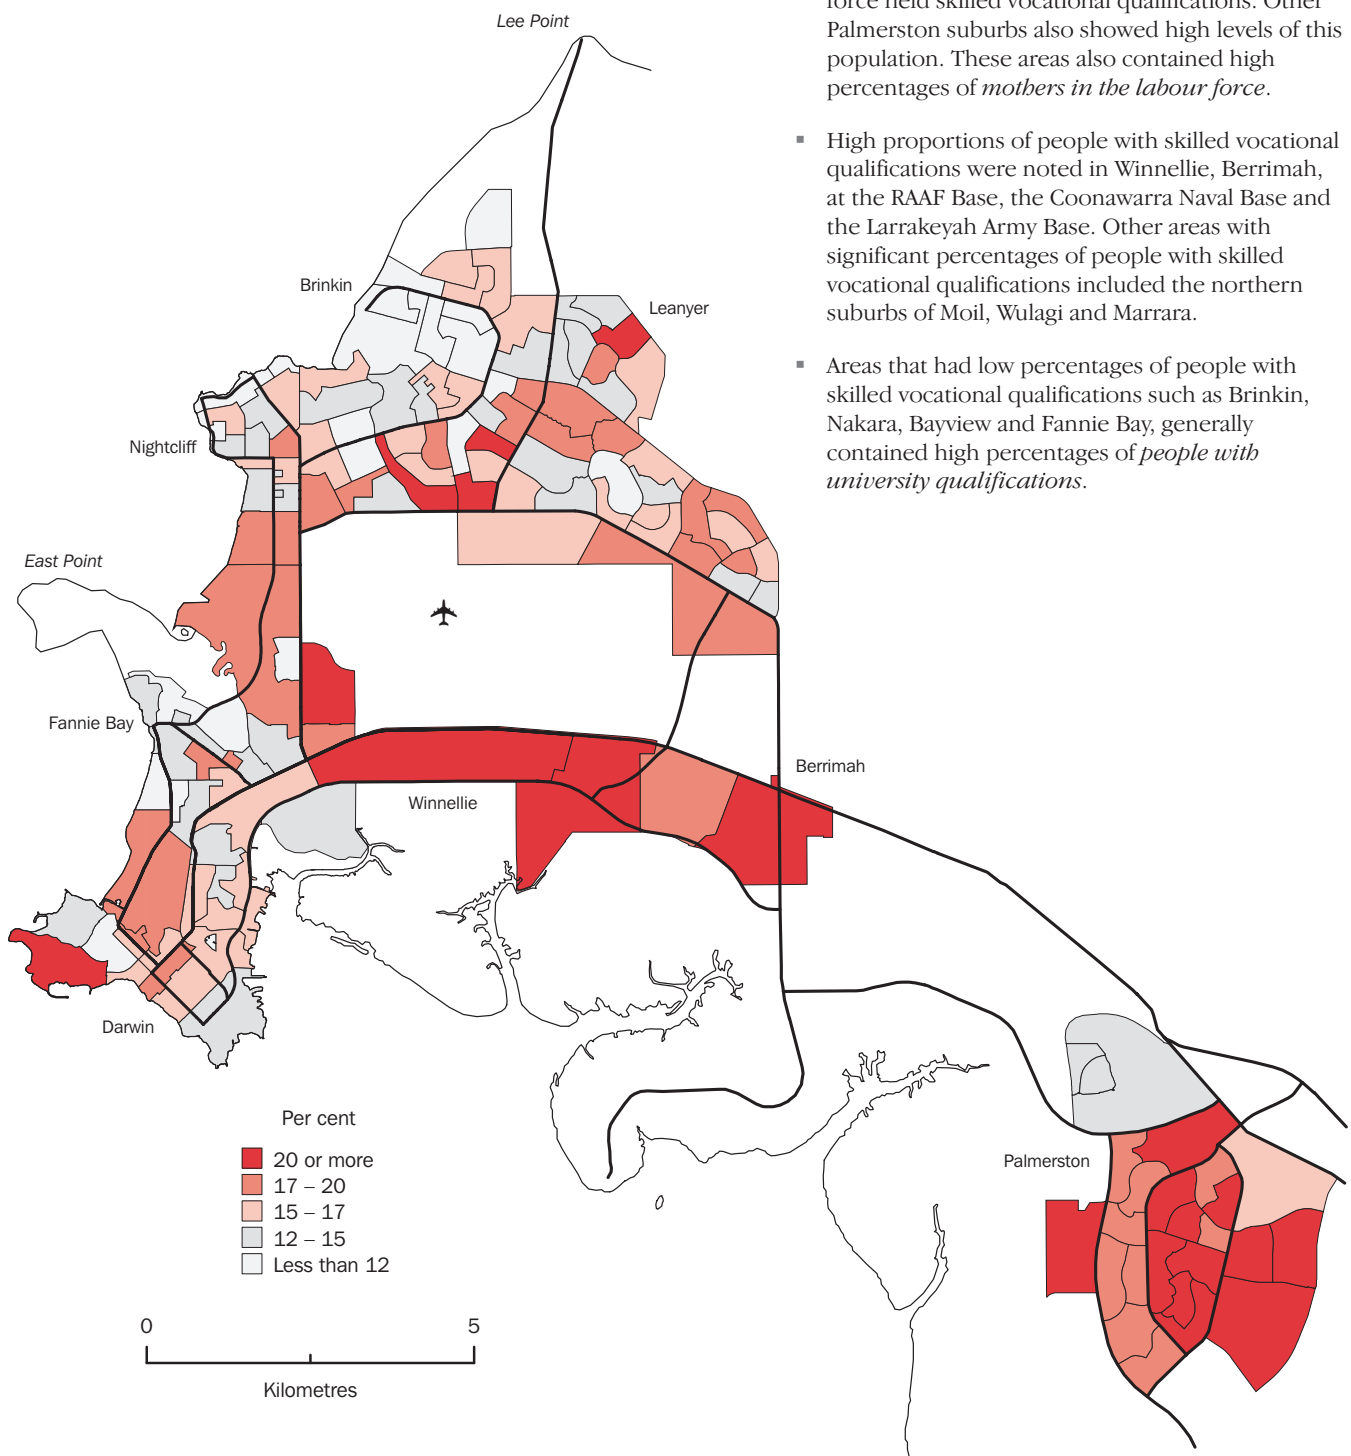 force held skilled vocational qualifications. Other
Palmerston suburbs also showed high levels of this
population. These areas also contained high
percentages of mothers in the labour force.
▪ High proportions of people with skilled vocational
qualifications were noted in Winnellie, Berrimah,
at the RAAF Base, the Coonawarra Naval Base and
the Larrakeyah Army Base. Other areas with
significant percentages of people with skilled
vocational qualifications included the northern
suburbs of Moil, Wulagi and Marrara.
▪ Areas that had low percentages of people with
skilled vocational qualifications such as Brinkin,
Nakara, Bayview and Fannie Bay, generally
contained high percentages of people with
university qualifications.
Lee Point
Brinkin
Leanyer
Nightcliff
East Point
Fannie Bay
Berrimah
Winnellie
Darwin
Palmerston
Per cent
20 or more
17 – 20
15 – 17
12 – 15
Less than 12
0 5
Kilometres